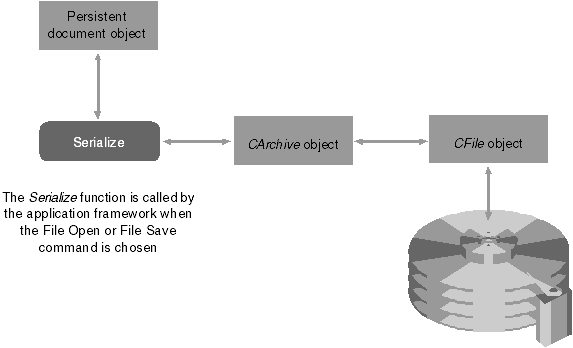 Persistent
document object
Serialize
CArchive object
CFile object
The Serialize function is called by
the application framework when
the File Open or File Save
command is chosen